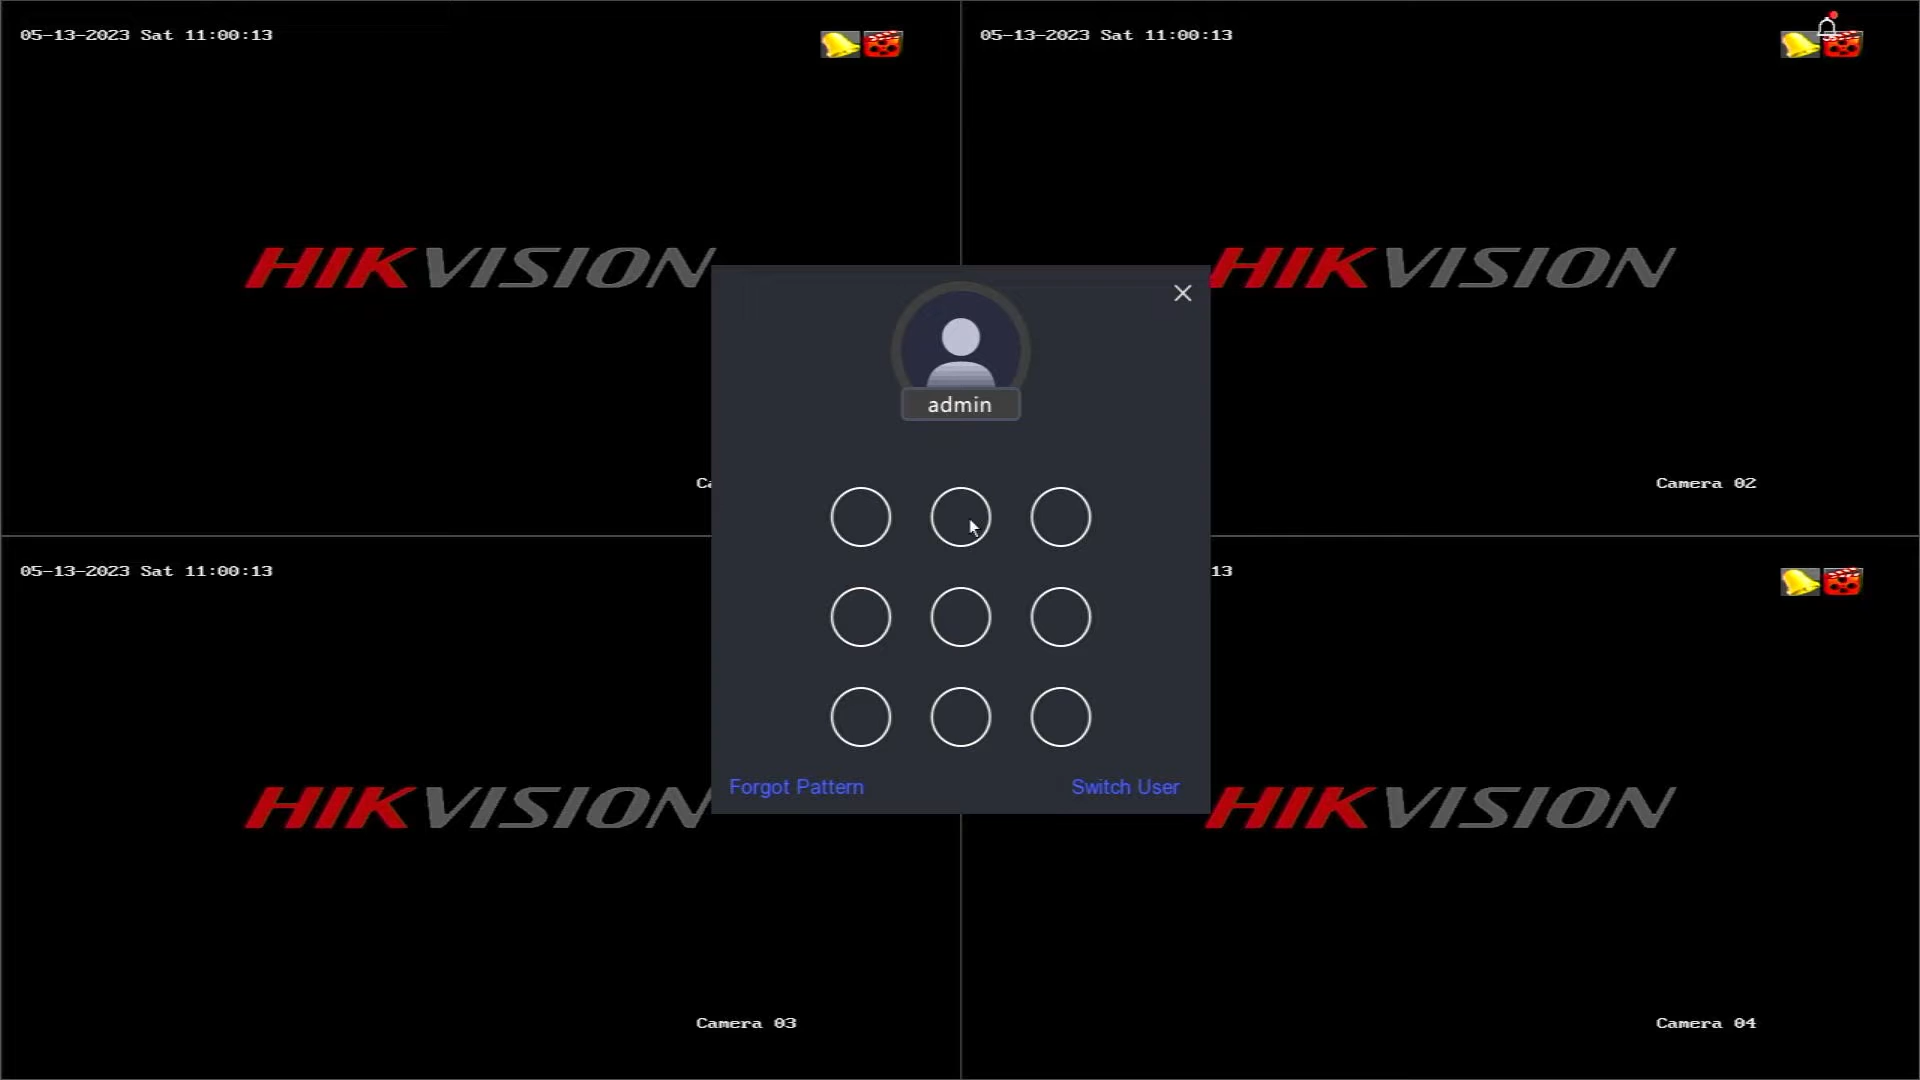 05-13-2023 Sat 11:00:13
05-13-2023 Sat 11:00:13
HIKVISION
HIKVISION
admin
Camera 02
05-13-2023 Sat 11:00:13
13
Forgot Pattern
Switch User
HIKVISION
HIKVISION
Camera 03
Camera 04